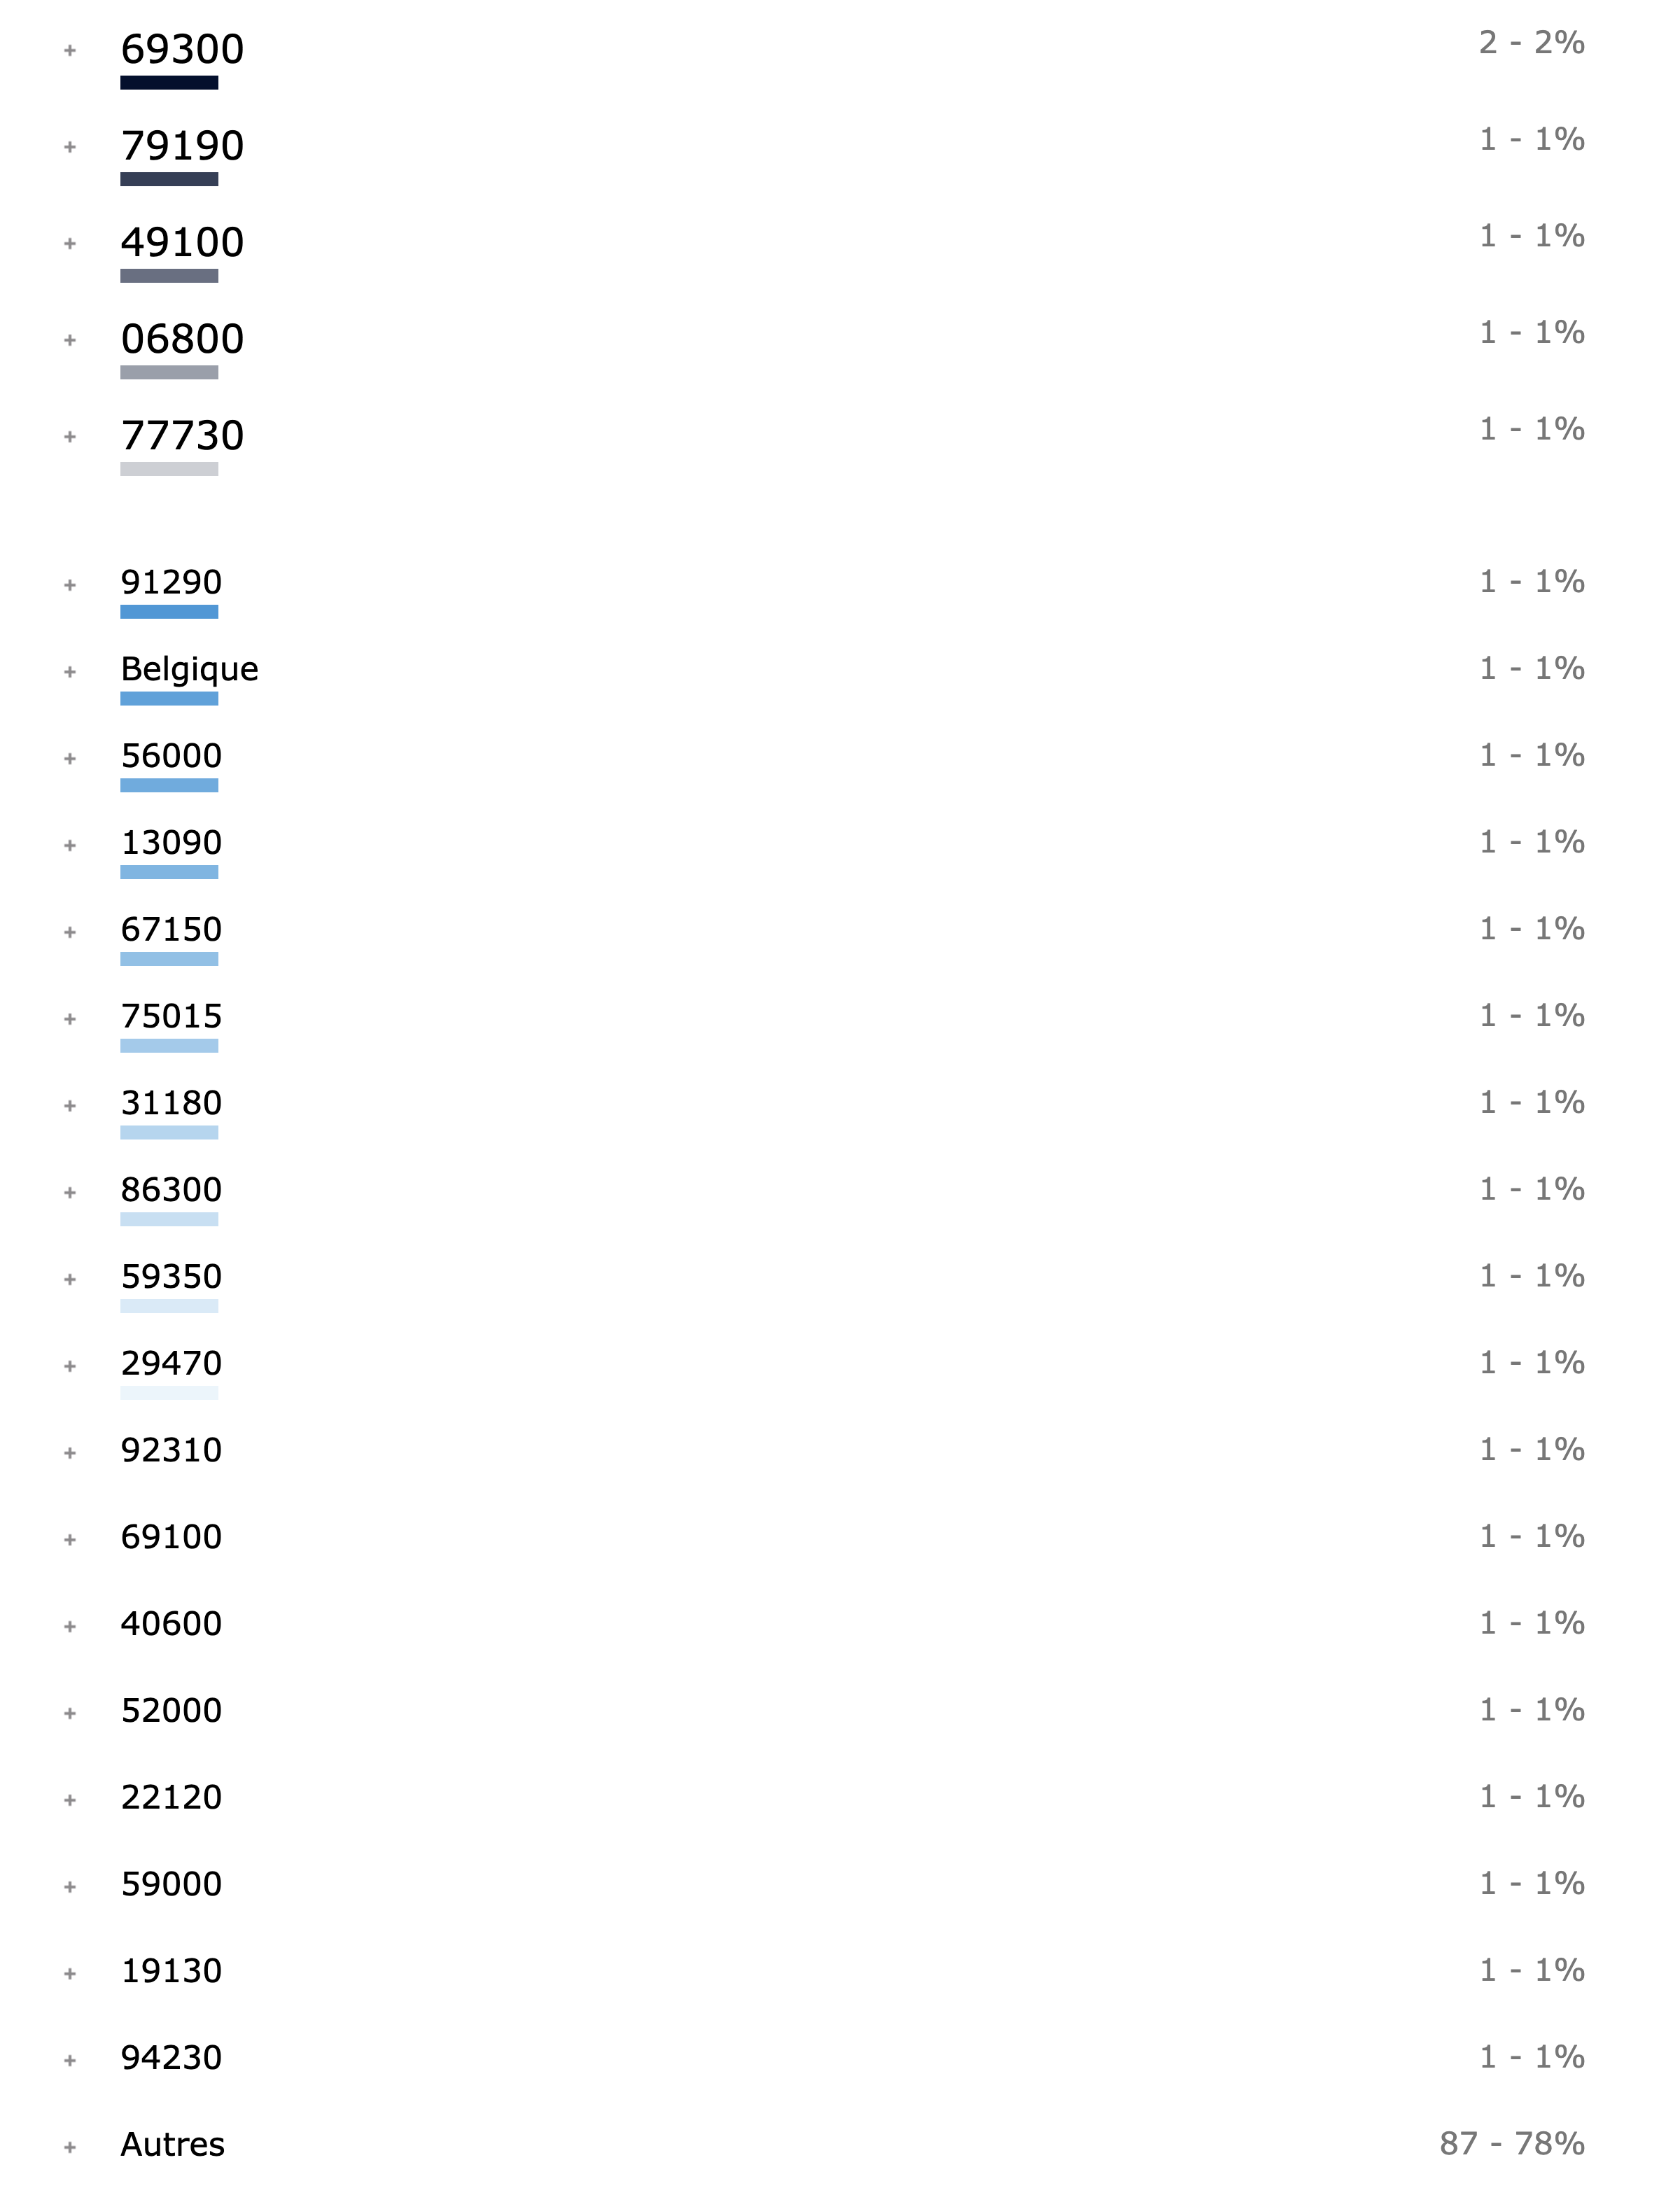 + 69300 2 - 2%
+ 79190 1 - 1%
+ 49100 1 - 1%
+ 06800 1 - 1%
+ 77730 1 - 1%
+ 91290 1 - 1%
+ Belgique 1 - 1%
+ 56000 1 - 1%
+ 13090 1 - 1%
+ 67150 1 - 1%
+ 75015 1 - 1%
+ 31180 1 - 1%
+ 86300 1 - 1%
+ 59350 1 - 1%
+ 29470 1 - 1%
+ 92310 1 - 1%
+ 69100 1 - 1%
+ 40600 1 - 1%
+ 52000 1 - 1%
+ 22120 1 - 1%
+ 59000 1 - 1%
+ 19130 1 - 1%
+ 94230 1 - 1%
+ Autres 87 - 78%